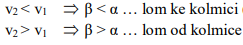 v₂ < v₁ ⇒ β < α … lom ke kolmici
v₂ > v₁ ⇒ β > α … lom od kolmice